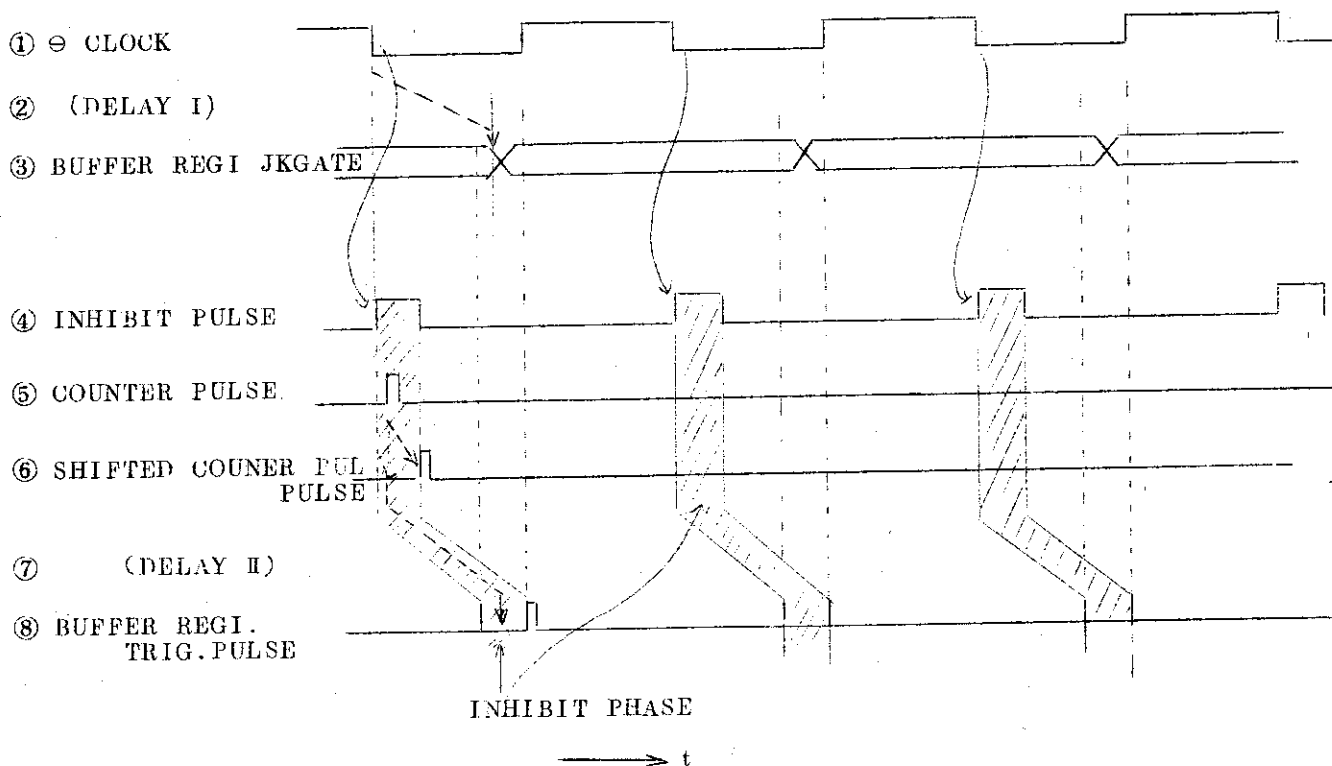 ① ⊖ CLOCK
② (DELAY I)
③ BUFFER REGI JKGATE
④ INHIBIT PULSE
⑤ COUNTER PULSE
⑥ SHIFTED COUNER PUL
PULSE
⑦ (DELAY II)
⑧ BUFFER REGI.
TRIG.PULSE
INHIBIT PHASE
t